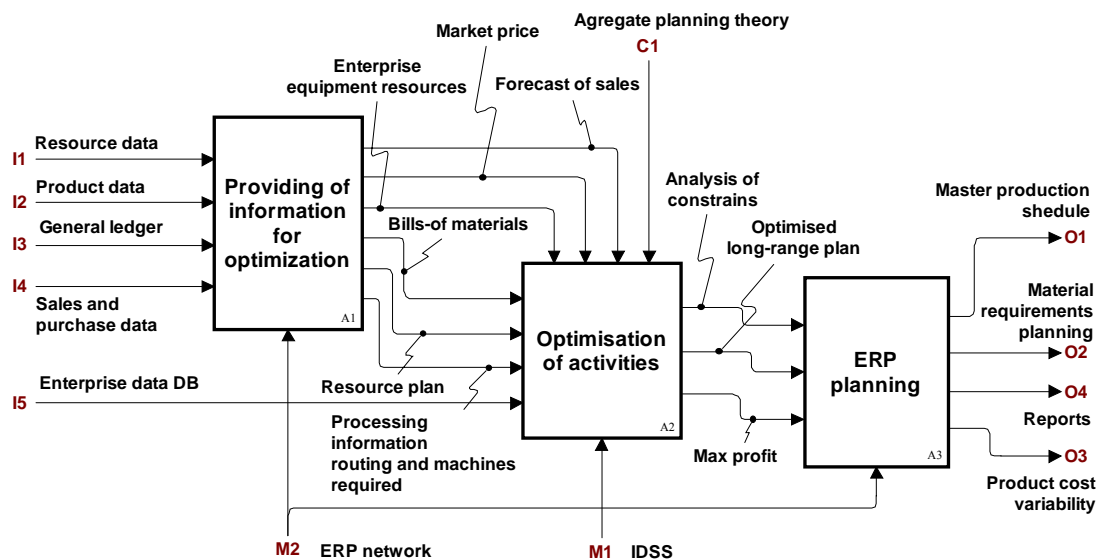 Agregate planning theory
C1
Market price
Enterprise
equipment resources
Forecast of sales
I1
Resource data
I2
Product data
I3
General ledger
I4
Sales and
purchase data
I5
Enterprise data DB
Providing of
information
for
optimization
A1
Bills-of materials
Resource plan
Processing
information
routing and machines
required
Optimisation
of activities
A2
Analysis of
constrains
Optimised
long-range plan
Max profit
ERP
planning
A3
Master production
shedule
O1
Material
requirements
planning
O2
O4
Reports
O3
Product cost
variability
M2 ERP network
M1 IDSS